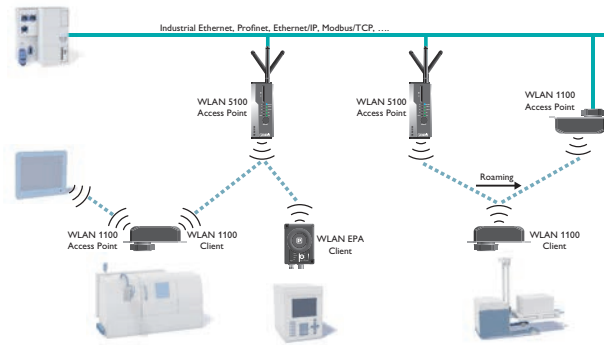 Industrial Ethernet, Profinet, Ethernet/IP, Modbus/TCP, ....
WLAN 5100
Access Point
WLAN 5100
Access Point
WLAN 1100
Access Point
Roaming
WLAN 1100
Access Point
WLAN 1100
Client
WLAN EPA
Client
WLAN 1100
Client